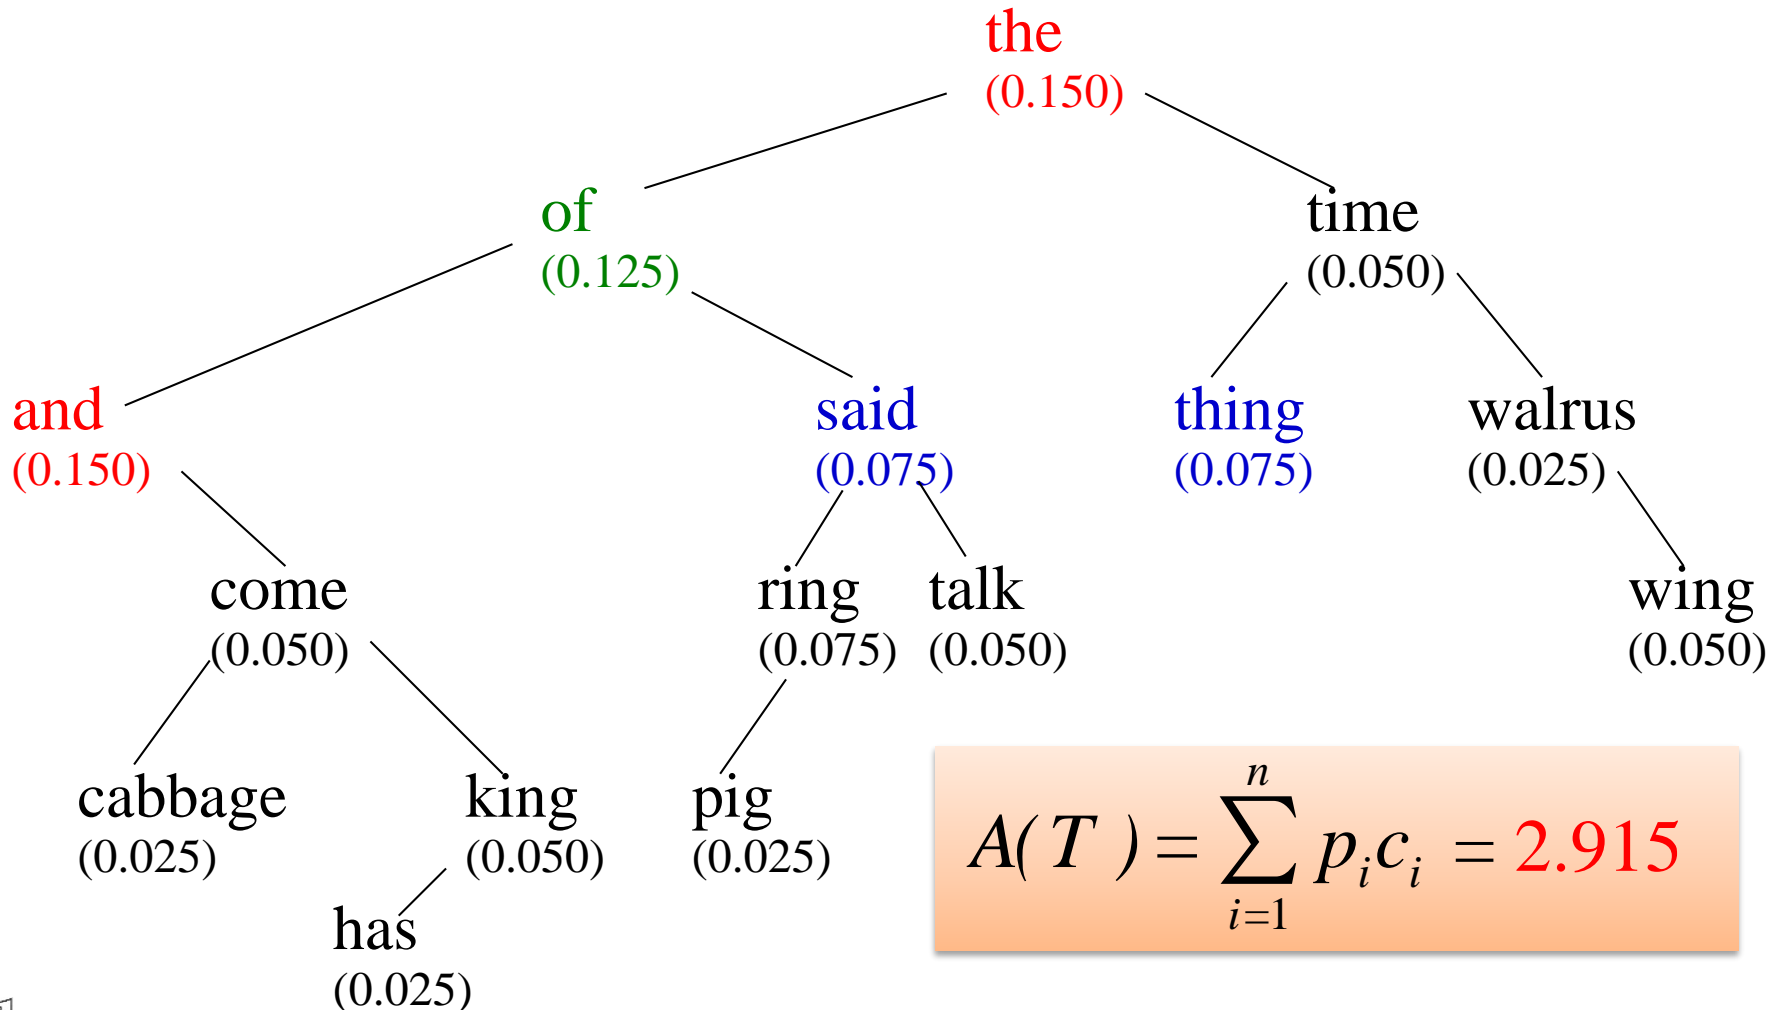 the
(0.150)
of
(0.125)
time
(0.050)
and
(0.150)
said
(0.075)
thing
(0.075)
walrus
(0.025)
come
(0.050)
ring
(0.075)
talk
(0.050)
wing
(0.050)
cabbage
(0.025)
king
(0.050)
pig
(0.025)
has
(0.025)
A(T) = ∑ⁿᵢ₌₁ pᵢcᵢ = 2.915